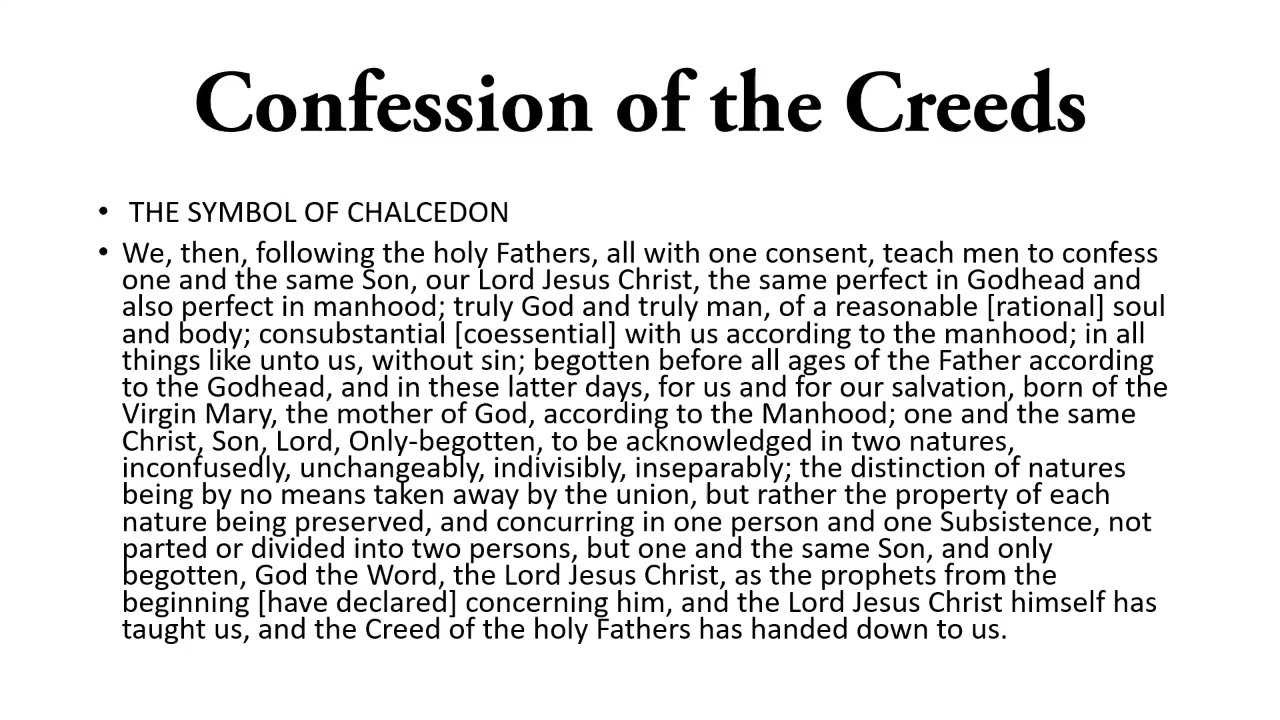 Confession of the Creeds
• THE SYMBOL OF CHALCEDON
• We, then, following the holy Fathers, all with one consent, teach men to confess
one and the same Son, our Lord Jesus Christ, the same perfect in Godhead and
also perfect in manhood; truly God and truly man, of a reasonable [rational] soul
and body; consubstantial [coessential] with us according to the manhood; in all
things like unto us, without sin; begotten before all ages of the Father according
to the Godhead, and in these latter days, for us and for our salvation, born of the
Virgin Mary, the mother of God, according to the Manhood; one and the same
Christ, Son, Lord, Only-begotten, to be acknowledged in two natures,
inconfusedly, unchangeably, indivisibly, inseparably; the distinction of natures
being by no means taken away by the union, but rather the property of each
nature being preserved, and concurring in one person and one Subsistence, not
parted or divided into two persons, but one and the same Son, and only
begotten, God the Word, the Lord Jesus Christ, as the prophets from the
beginning [have declared] concerning him, and the Lord Jesus Christ himself has
taught us, and the Creed of the holy Fathers has handed down to us.